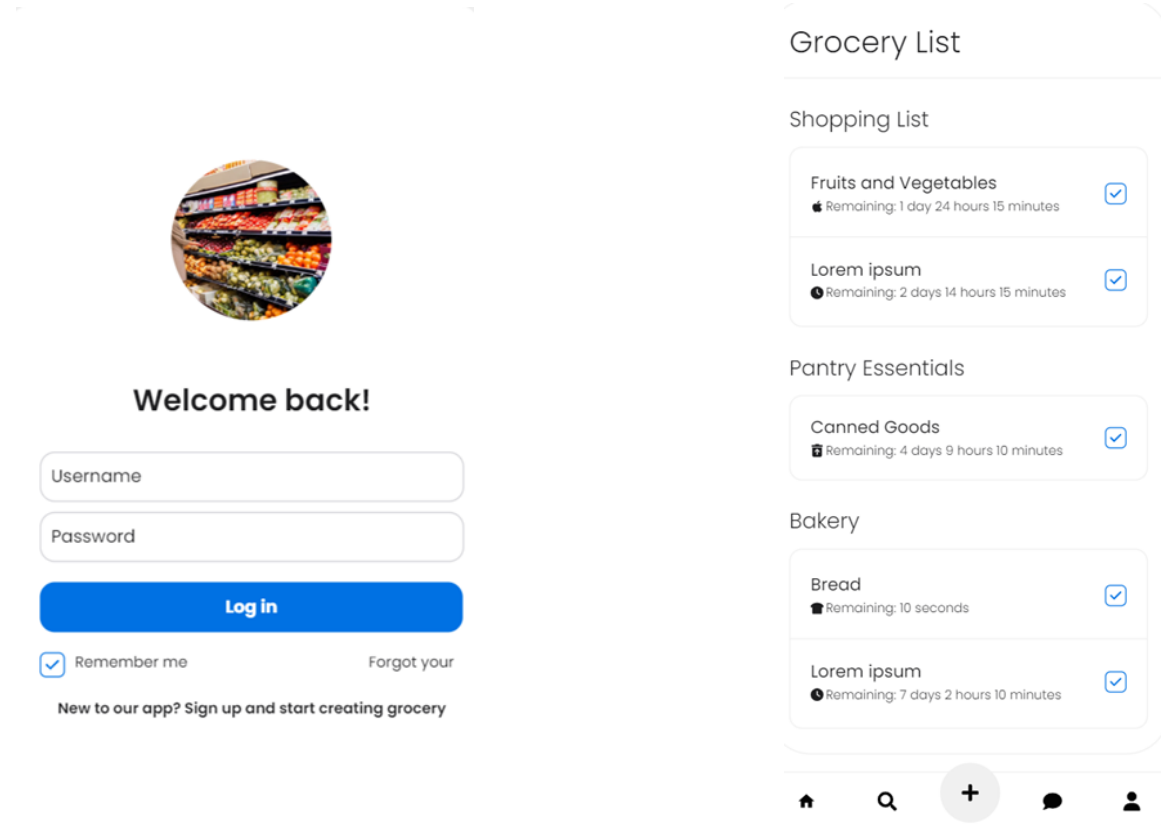 Welcome back!
Username
Password
Log in
Remember me
Forgot your
New to our app? Sign up and start creating grocery
Grocery List
Shopping List
Fruits and Vegetables
Remaining: 1 day 24 hours 15 minutes
Lorem ipsum
Remaining: 2 days 14 hours 15 minutes
Pantry Essentials
Canned Goods
Remaining: 4 days 9 hours 10 minutes
Bakery
Bread
Remaining: 10 seconds
Lorem ipsum
Remaining: 7 days 2 hours 10 minutes